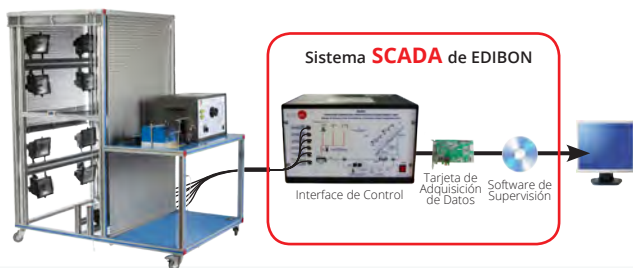 Sistema SCADA de EDIBON
Interface de Control
Tarjeta de
Adquisición
de Datos
Software de
Supervisión